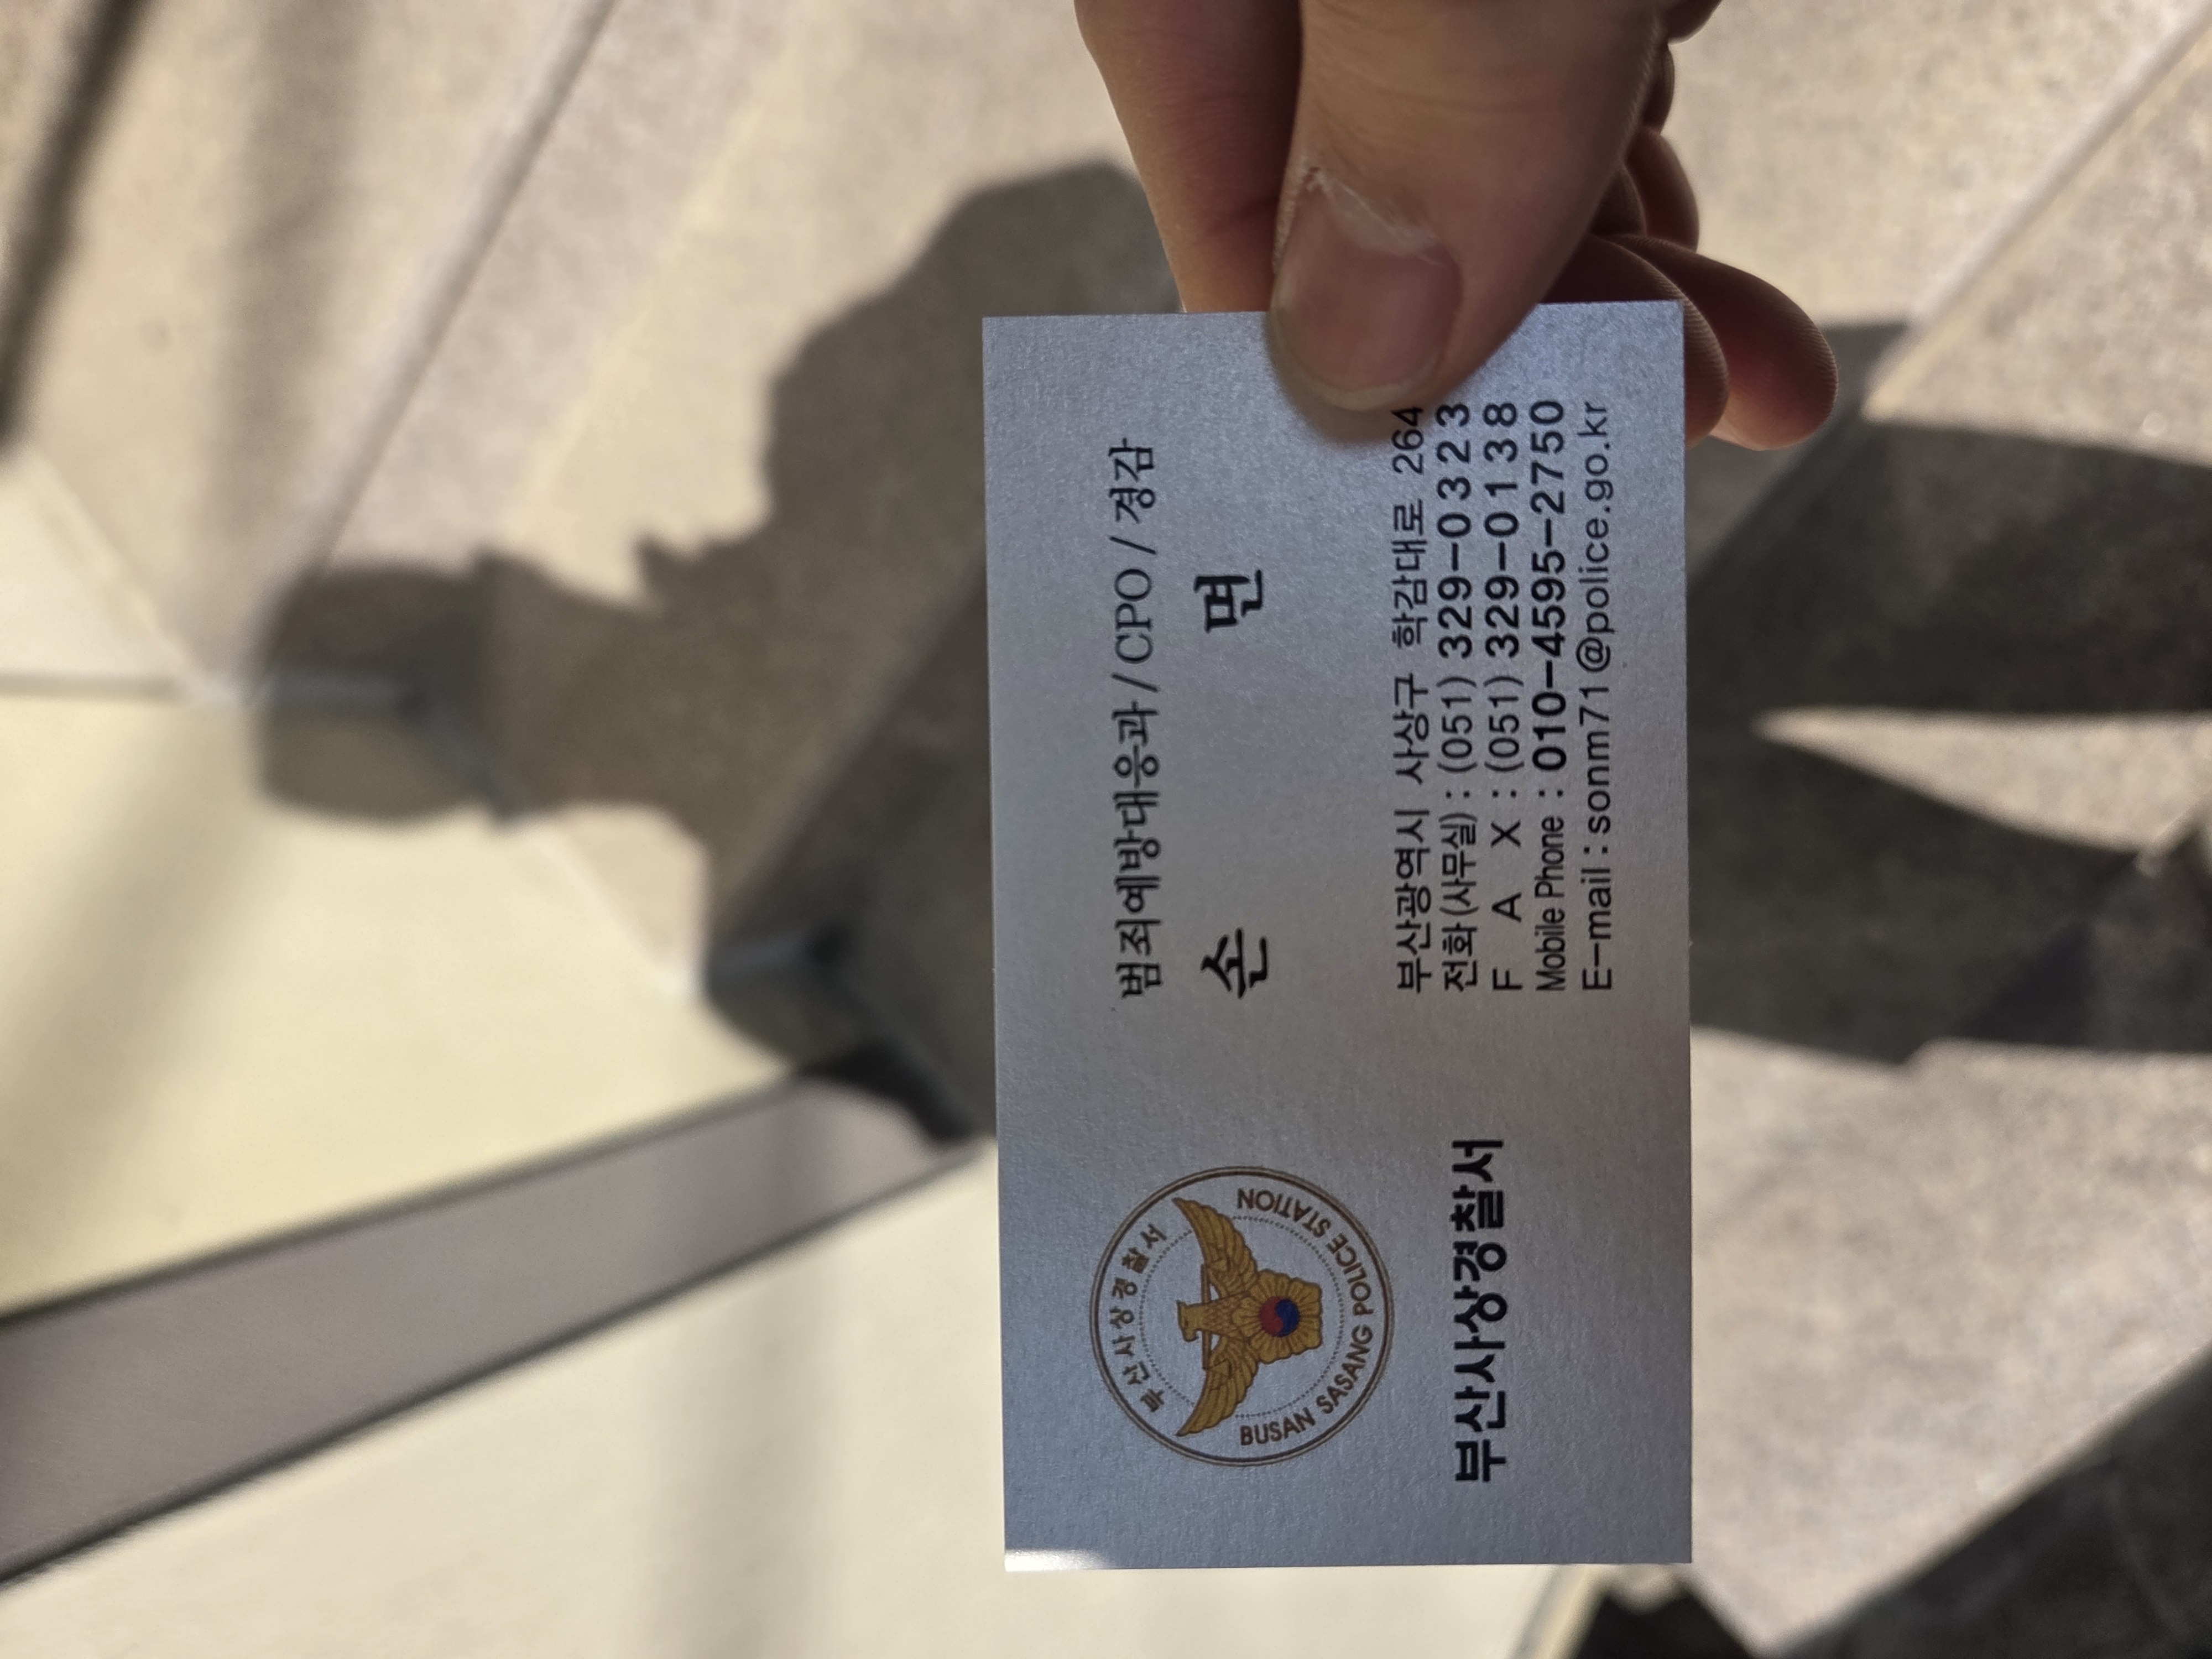 부산사상경찰서
BUSAN SASANG POLICE STATION
부산사상경찰서
범죄예방대응과 / CPO / 경감
손 면
부산광역시 사상구 학감대로 264
전화(사무실) : (051) 329-0323
F A X : (051) 329-0138
Mobile Phone : 010-4595-2750
E-mail : sonm71@police.go.kr